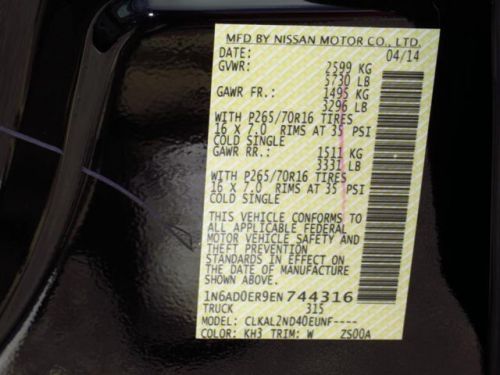 MFD BY NISSAN MOTOR CO., LTD.
DATE: 04/14
GVWR: 2599 KG
5730 LB
GAWR FR.: 1495 KG
3296 LB
WITH P265/70R16 TIRES
16 X 7.0 RIMS AT 35 PSI
COLD SINGLE
GAWR RR.: 1511 KG
3337 LB
WITH P265/70R16 TIRES
16 X 7.0 RIMS AT 35 PSI
COLD SINGLE
THIS VEHICLE CONFORMS TO
ALL APPLICABLE FEDERAL
MOTOR VEHICLE SAFETY AND
THEFT PREVENTION
STANDARDS IN EFFECT ON
THE DATE OF MANUFACTURE
SHOWN ABOVE.
1N6AD0ER9EN744316
TRUCK 315
MODEL: CLKAL2ND40EUNF----
COLOR: KH3 TRIM: W ZS00A